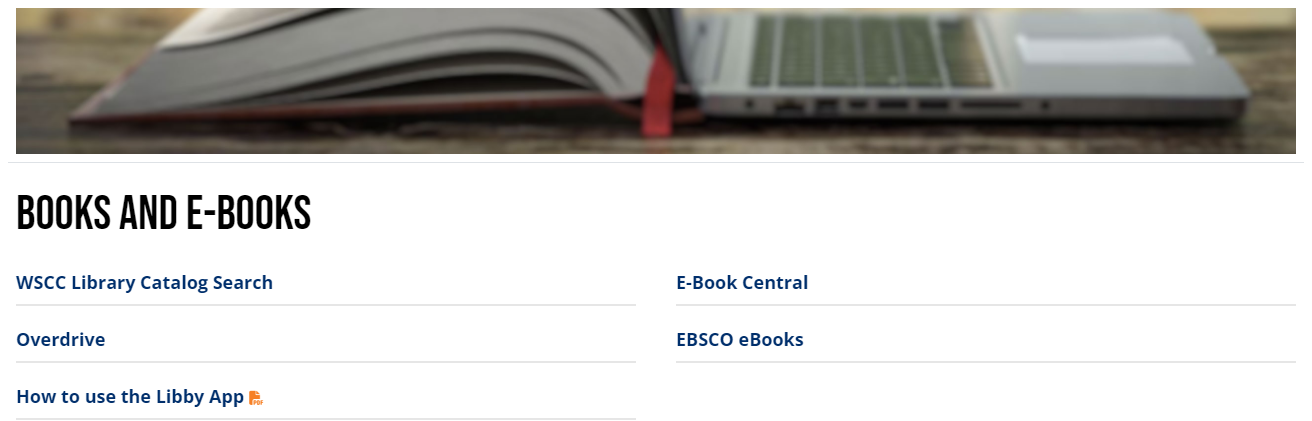 BOOKS AND E-BOOKS
WSCC Library Catalog Search
Overdrive
How to use the Libby App
E-Book Central
EBSCO eBooks